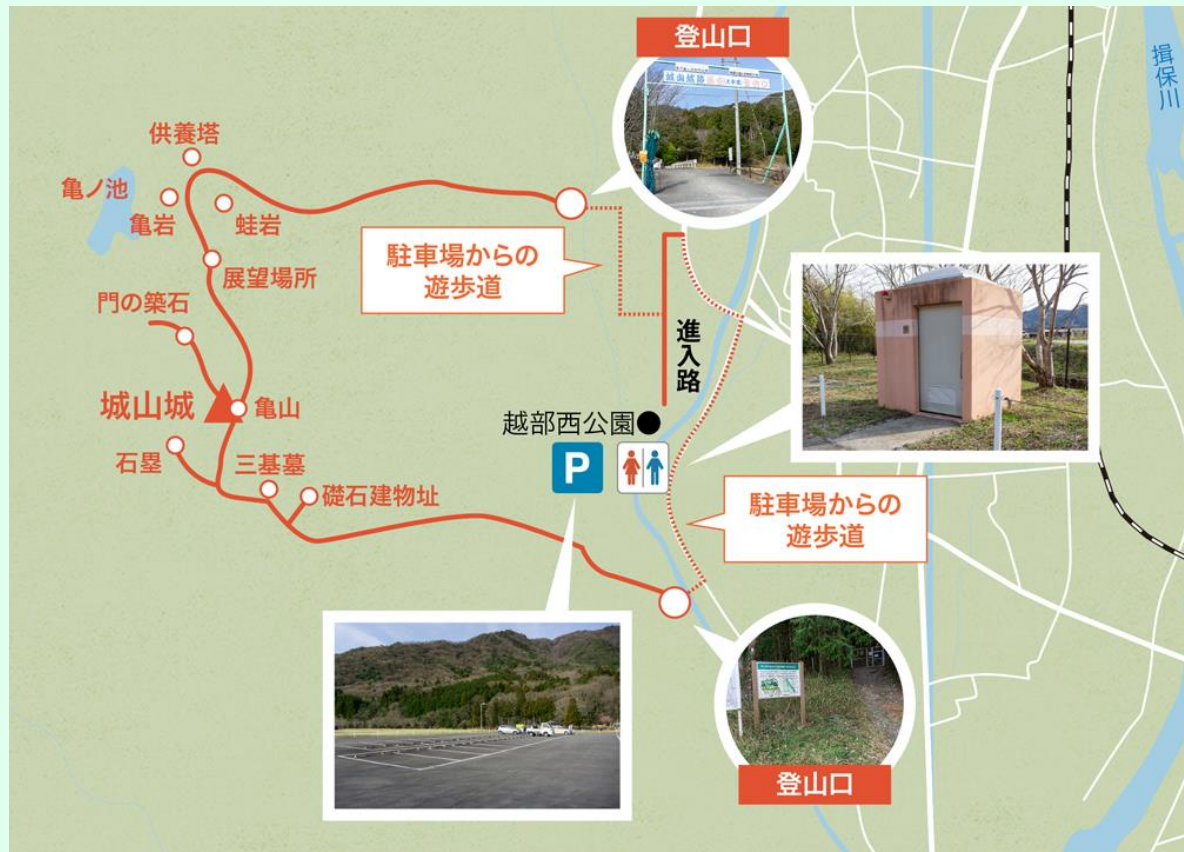 登山口
揖保川
供養塔
亀ノ池
亀岩
蛙岩
駐車場からの
遊歩道
展望場所
門の築石
進入路
城山城
亀山
越部西公園
P
石塁
三基墓
礎石建物址
駐車場からの
遊歩道
登山口